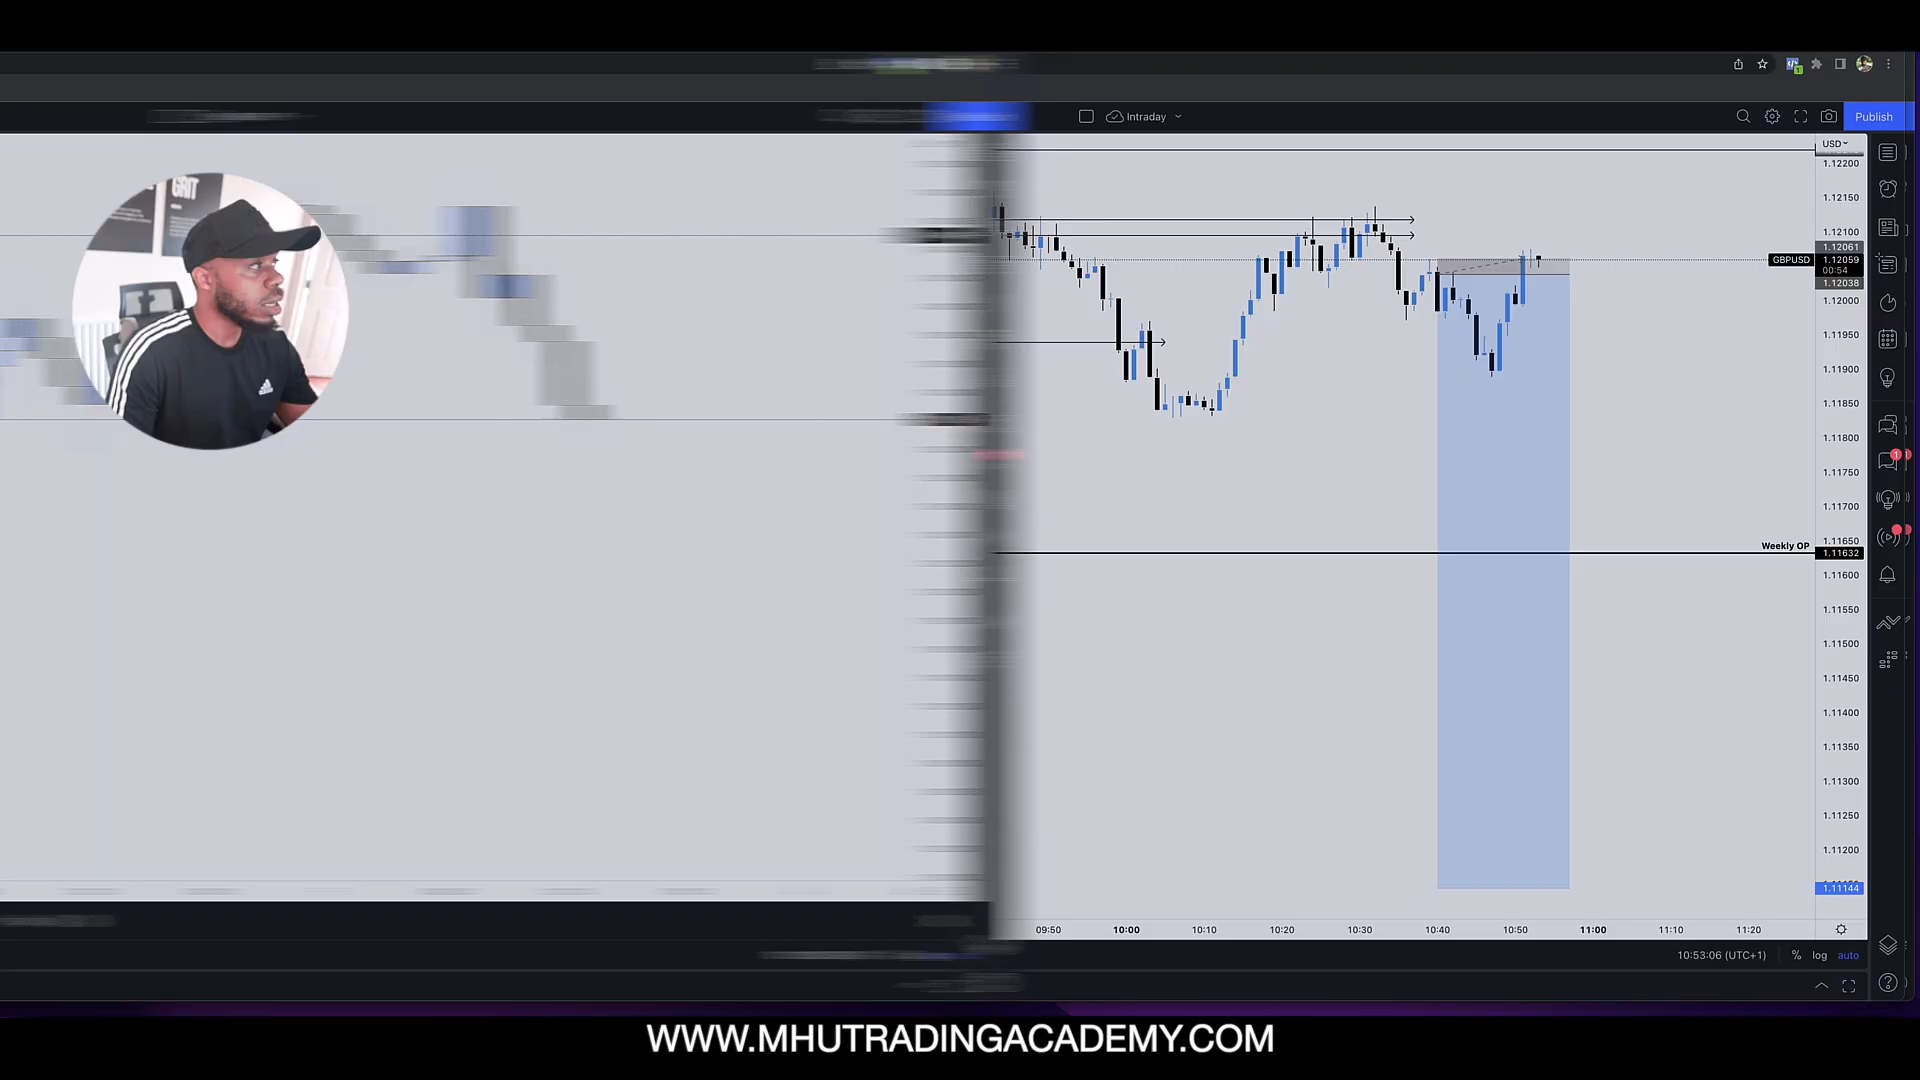 GRIT
Intraday
Publish
USD
1.12200
1.12150
1.12100
1.12061
GBPUSD 1.12059
00:54
1.12038
1.12000
1.11950
1.11900
1.11850
1.11800
1.11750
1.11700
1.11650
Weekly OP 1.11632
1.11600
1.11550
1.11500
1.11450
1.11400
1.11350
1.11300
1.11250
1.11200
1.11144
09:50 10:00 10:10 10:20 10:30 10:40 10:50 11:00 11:10 11:20
10:53:06 (UTC+1) % log auto
WWW.MHUTRADINGACADEMY.COM